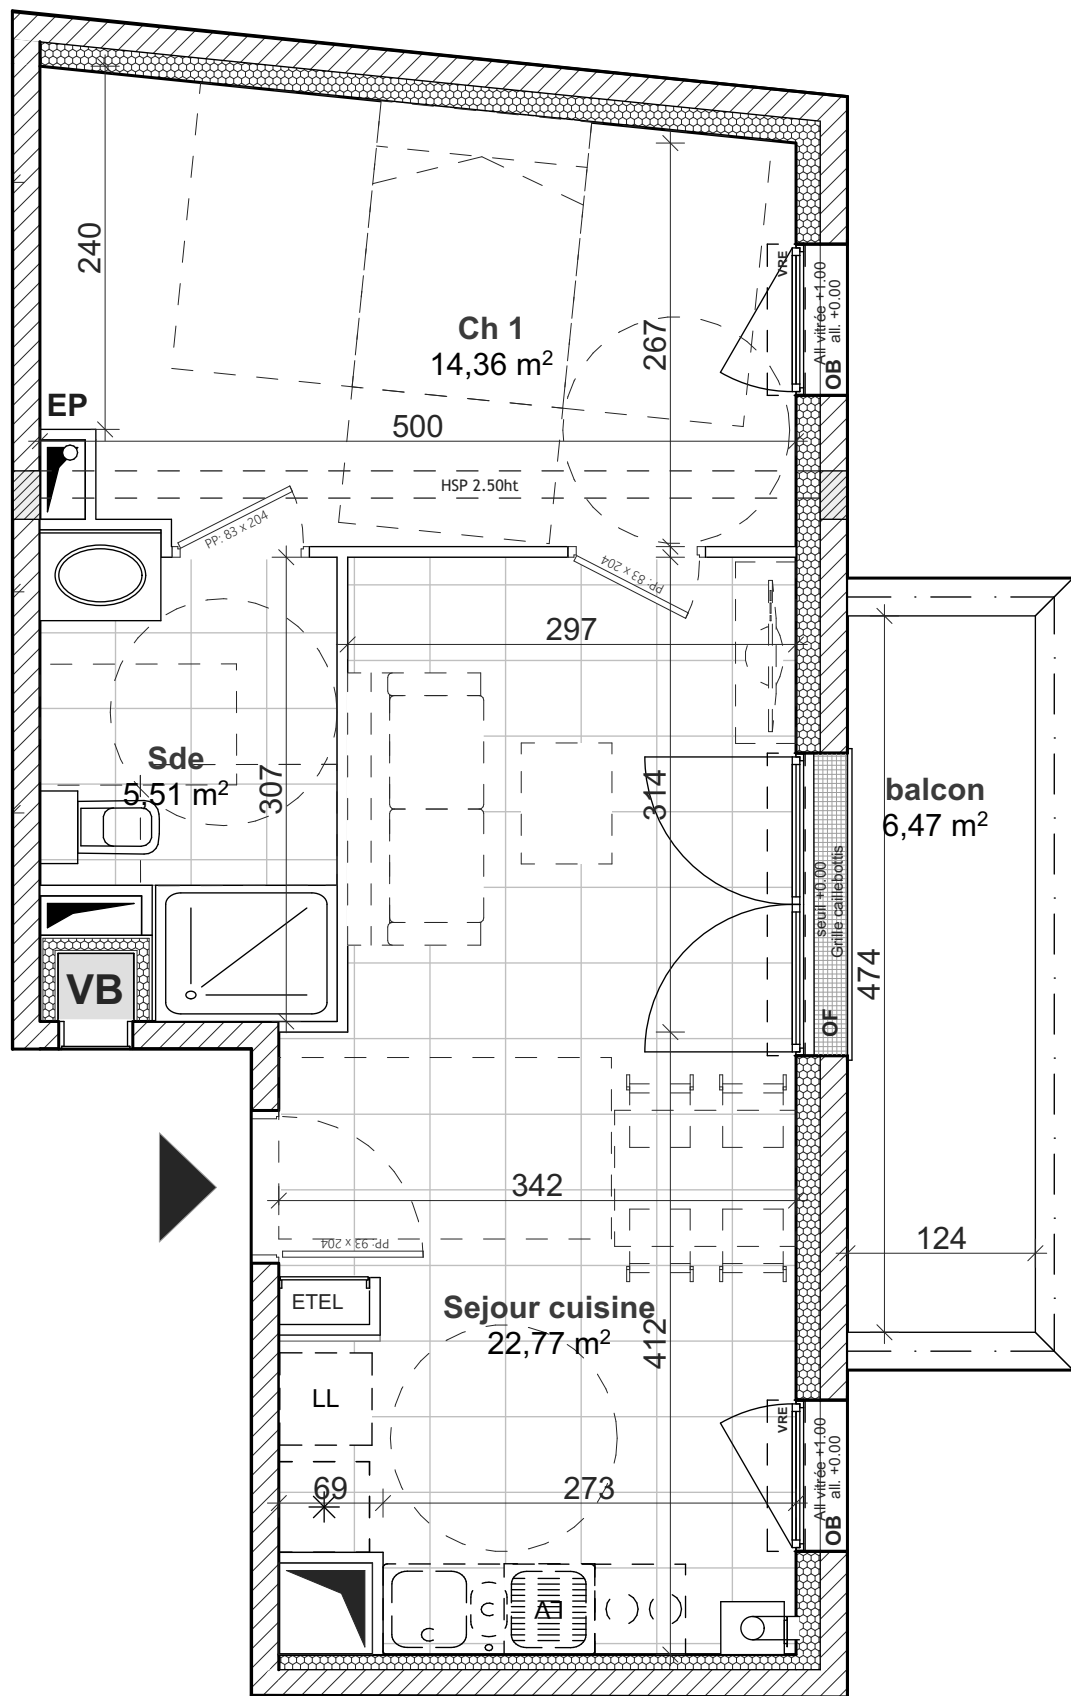 240
VRE
All vitrée +1.00
all. +0.00
OB
Ch 1
14,36 m²
267
EP
500
HSP 2.50ht
PP: 83 x 204
PP: 83 x 204
297
Sde
5,51 m²
307
314
balcon
6,47 m²
seuil +0.00
Grille caillebottis
OF
474
VB
342
124
PP: 93 x 204
ETEL
Sejour cuisine
22,77 m²
412
LL
VRE
All vitrée +1.00
all. +0.00
OB
69
273
LV